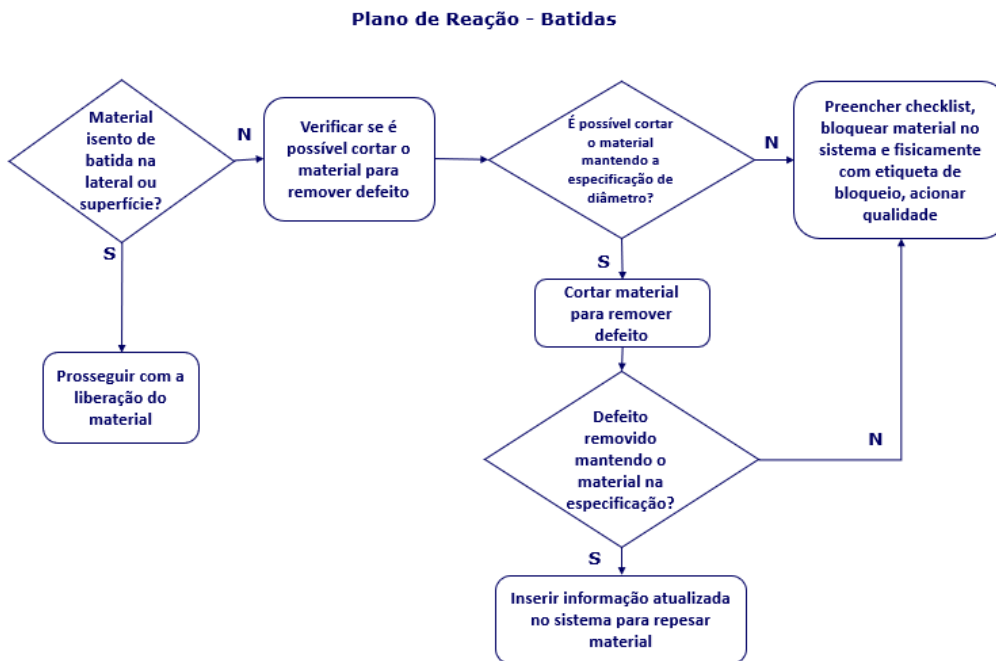 Plano de Reação - Batidas
Material
isento de
batida na
lateral ou
superfície?
N
Verificar se é
possível cortar o
material para
remover defeito
É possível cortar
o material
mantendo a
especificação de
diâmetro?
N
Preencher checklist,
bloquear material no
sistema e fisicamente
com etiqueta de
bloqueio, acionar
qualidade
S
Prosseguir com a
liberação do
material
S
Cortar material
para remover
defeito
Defeito
removido
mantendo o
material na
especificação?
N
S
Inserir informação atualizada
no sistema para repesar
material